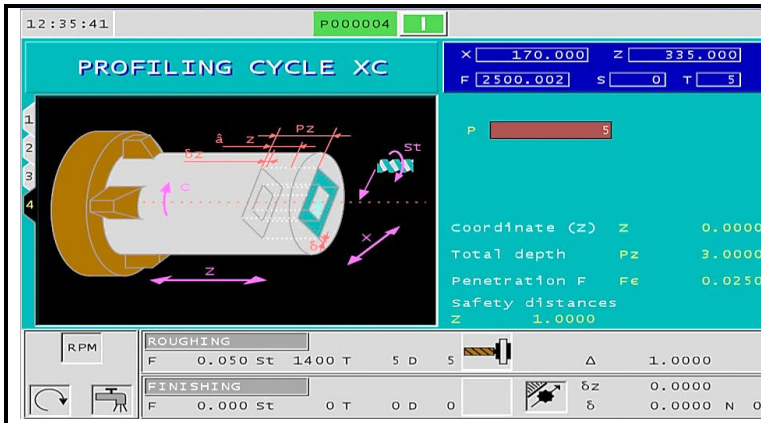 12:35:41 P000004
PROFILING CYCLE XC
X 170.000 Z 335.000
F 2500.002 S 0 T 5
1
2
3
4
Pz
â z
δz
St
C
δ
X
Z
P 5
Coordinate (Z) Z 0.0000
Total depth Pz 3.0000
Penetration F Fє 0.0250
Safety distances
Z 1.0000
RPM
ROUGHING
F 0.050 St 1400 T 5 D 5 Δ 1.0000
FINISHING
F 0.000 St 0 T 0 D 0
δz 0.0000
δ 0.0000 N 0